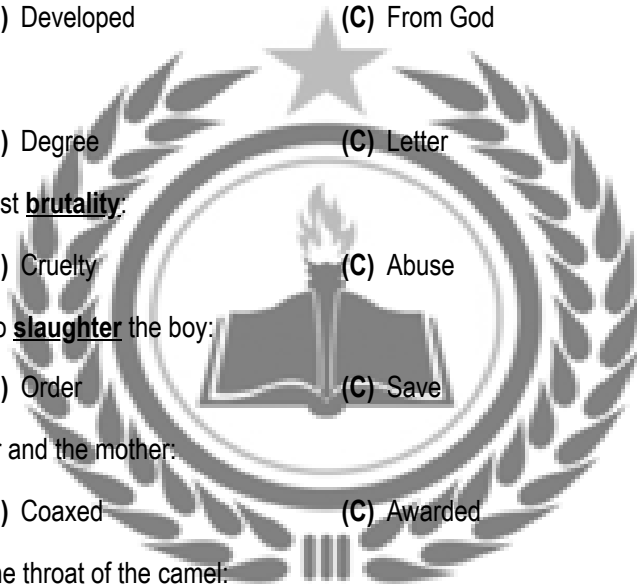 ) Developed (C) From God
) Degree (C) Letter
st brutality:
) Cruelty (C) Abuse
o slaughter the boy:
) Order (C) Save
r and the mother:
) Coaxed (C) Awarded
ne throat of the camel: